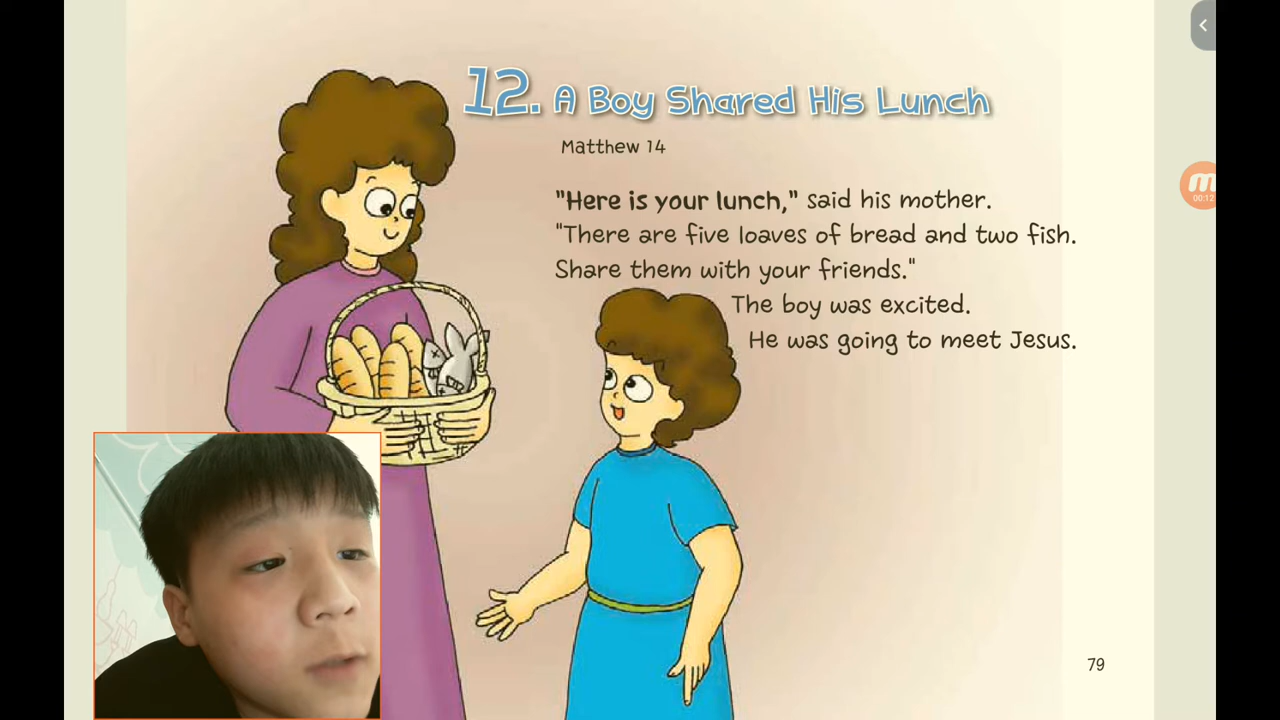 12. A Boy Shared His Lunch
Matthew 14
"Here is your lunch," said his mother.
"There are five loaves of bread and two fish.
Share them with your friends."
The boy was excited.
He was going to meet Jesus.
79
00:12